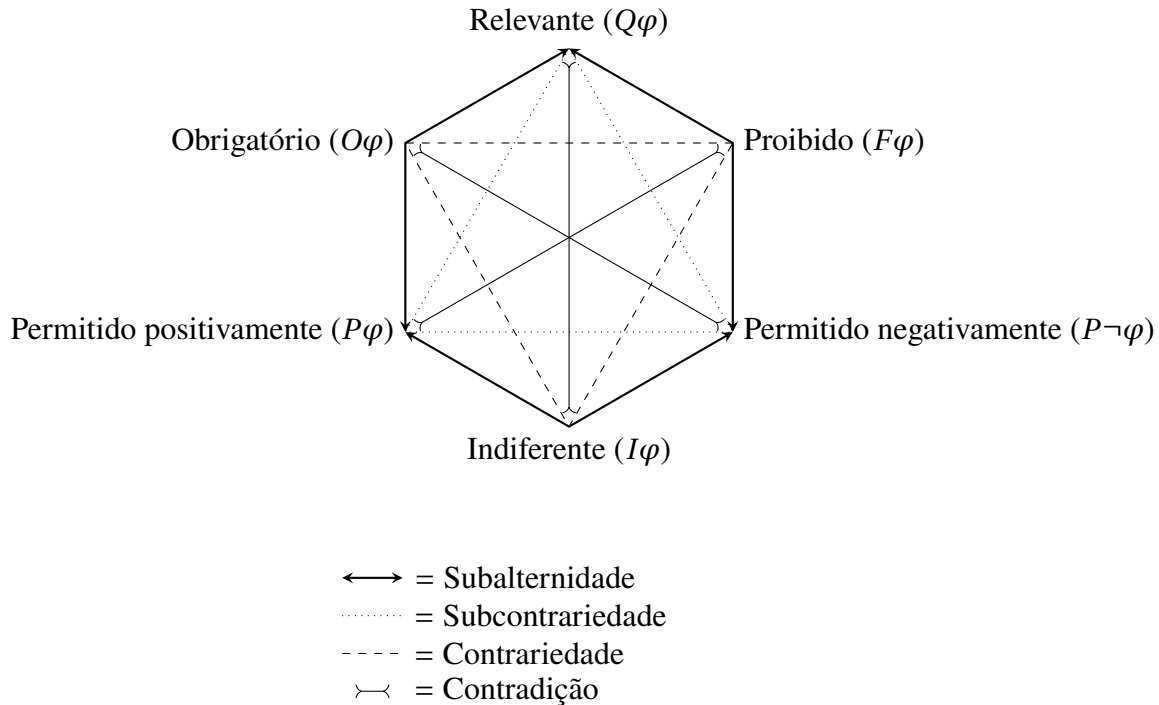 Relevante (Qφ)
Obrigatório (Oφ)
Proibido (Fφ)
Permitido positivamente (Pφ)
Permitido negativamente (P¬φ)
Indiferente (Iφ)
= Subalternidade
= Subcontrariedade
= Contrariedade
= Contradição